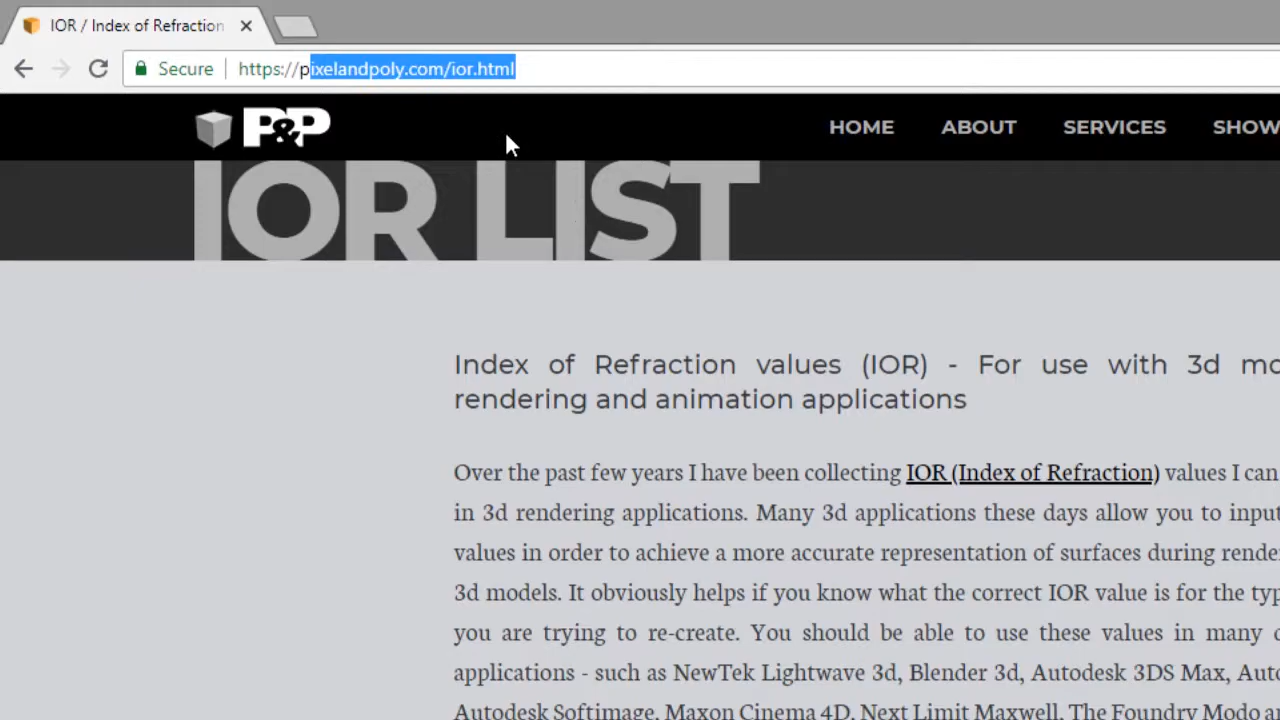 IOR / Index of Refraction
Secure https://pixelandpoly.com/ior.html
P&P HOME ABOUT SERVICES SHOW
IOR LIST
Index of Refraction values (IOR) - For use with 3d mo
rendering and animation applications
Over the past few years I have been collecting IOR (Index of Refraction) values I can
in 3d rendering applications. Many 3d applications these days allow you to input
values in order to achieve a more accurate representation of surfaces during rende
3d models. It obviously helps if you know what the correct IOR value is for the typ
you are trying to re-create. You should be able to use these values in many
applications - such as NewTek Lightwave 3d, Blender 3d, Autodesk 3DS Max, Auto
Autodesk Softimage, Maxon Cinema 4D, Next Limit Maxwell, The Foundry Modo a